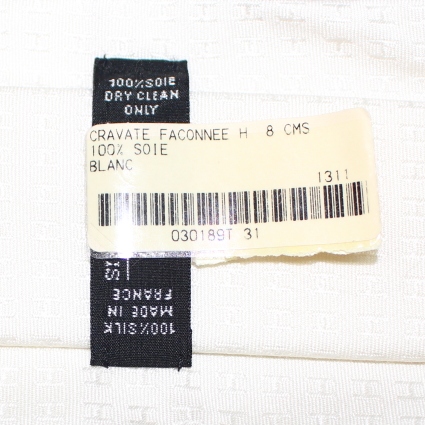 100%SOIE
DRY CLEAN
ONLY
CRAVATE FACONNEE H 8 CMS
100% SOIE
BLANC
1311
030189T 31
100%SILK
MADE IN
FRANCE